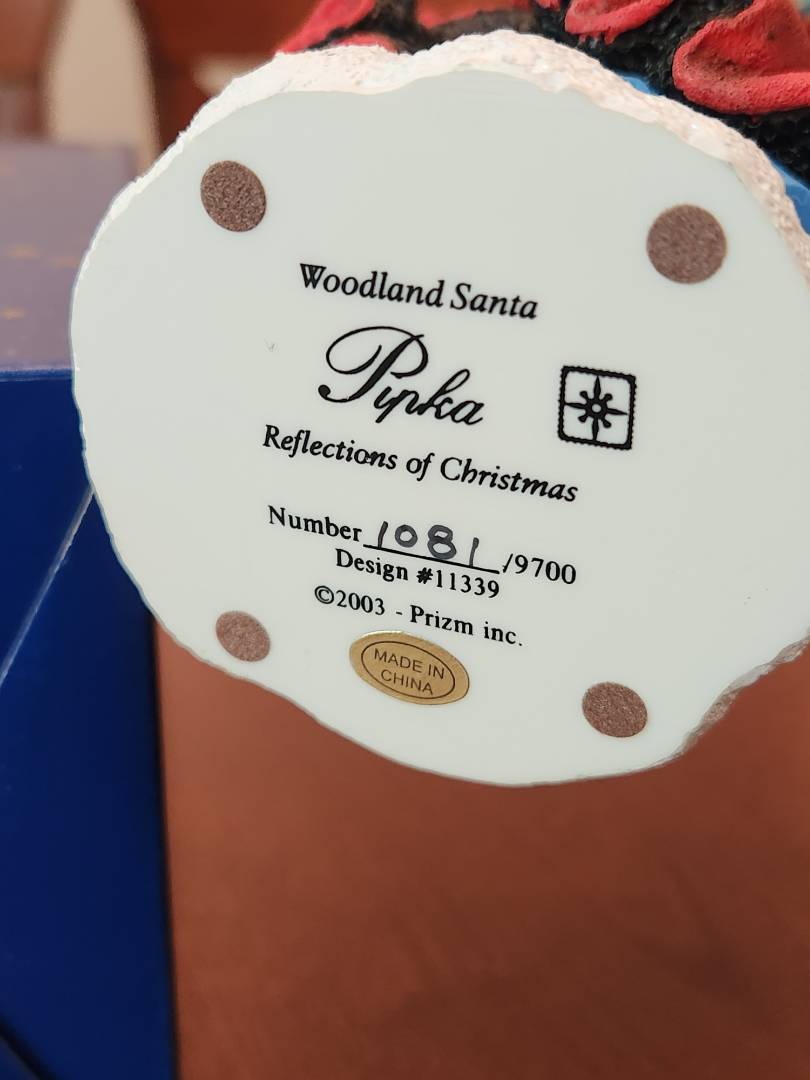 Woodland Santa
Pipka
Reflections of Christmas
Number 1081/9700
Design #11339
©2003 - Prizm inc.
MADE IN
CHINA